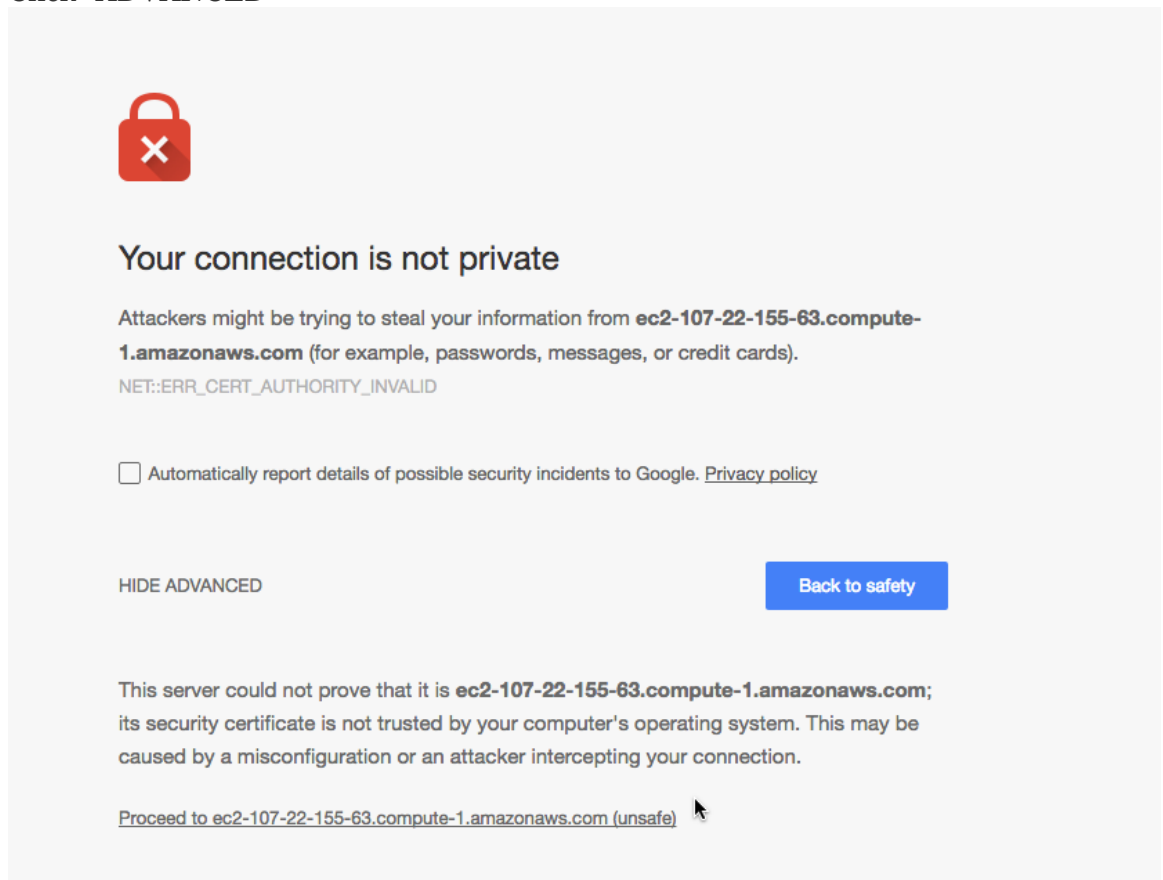 Click "ADVANCED"
Your connection is not private
Attackers might be trying to steal your information from ec2-107-22-155-63.compute-
1.amazonaws.com (for example, passwords, messages, or credit cards).
NET::ERR_CERT_AUTHORITY_INVALID
Automatically report details of possible security incidents to Google. Privacy policy
HIDE ADVANCED
Back to safety
This server could not prove that it is ec2-107-22-155-63.compute-1.amazonaws.com;
its security certificate is not trusted by your computer's operating system. This may be
caused by a misconfiguration or an attacker intercepting your connection.
Proceed to ec2-107-22-155-63.compute-1.amazonaws.com (unsafe)